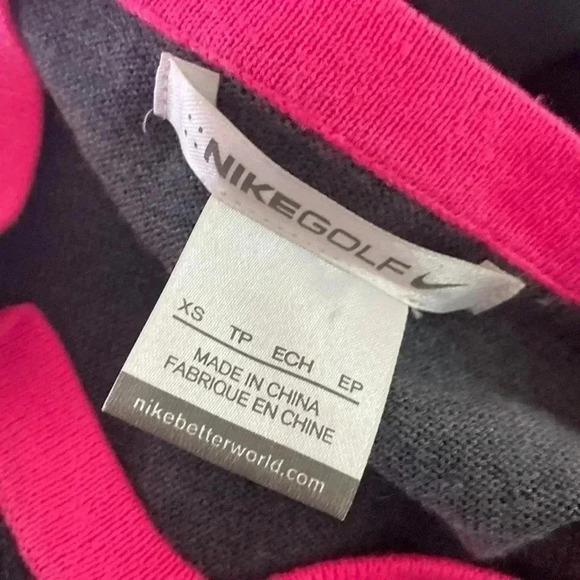 NIKEGOLF
XS TP ECH EP
MADE IN CHINA
FABRIQUE EN CHINE
nikebetterworld.com